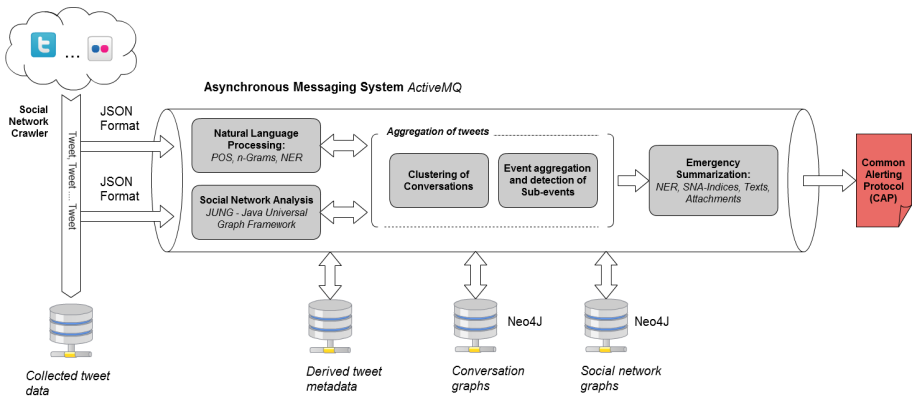 t
...
Social
Network
Crawler
JSON
Format
JSON
Format
Tweet, Tweet..... Tweet
Asynchronous Messaging System ActiveMQ
Natural Language
Processing:
POS, n-Grams, NER
Social Network Analysis
JUNG - Java Universal
Graph Framework
Aggregation of tweets
Clustering of
Conversations
Event aggregation
and detection of
Sub-events
Emergency
Summarization:
NER, SNA-Indices, Texts,
Attachments
Common
Alerting
Protocol
(CAP)
Collected tweet
data
Derived tweet
metadata
Neo4J
Conversation
graphs
Neo4J
Social network
graphs